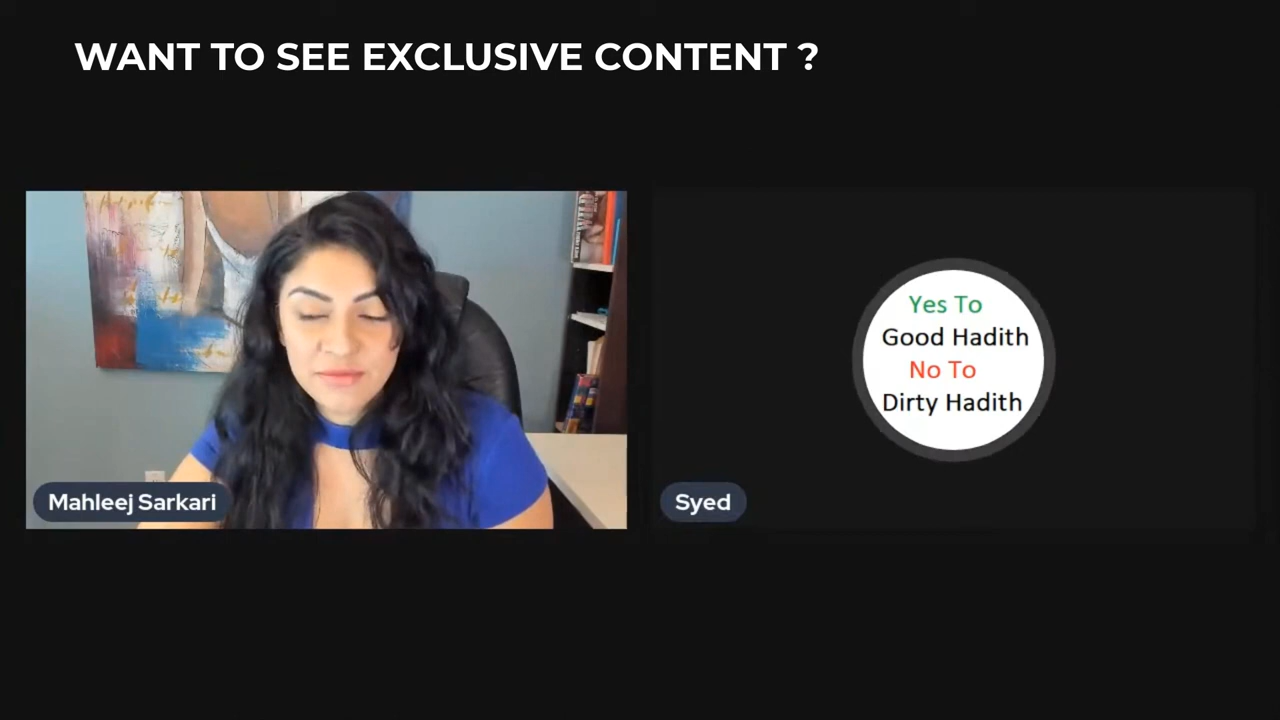 WANT TO SEE EXCLUSIVE CONTENT ?
Mahleej Sarkari
Yes To
Good Hadith
No To
Dirty Hadith
Syed